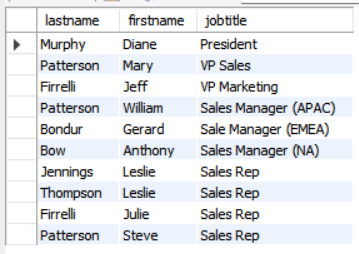 lastname firstname jobtitle
Murphy Diane President
Patterson Mary VP Sales
Firrelli Jeff VP Marketing
Patterson William Sales Manager (APAC)
Bondur Gerard Sale Manager (EMEA)
Bow Anthony Sales Manager (NA)
Jennings Leslie Sales Rep
Thompson Leslie Sales Rep
Firrelli Julie Sales Rep
Patterson Steve Sales Rep